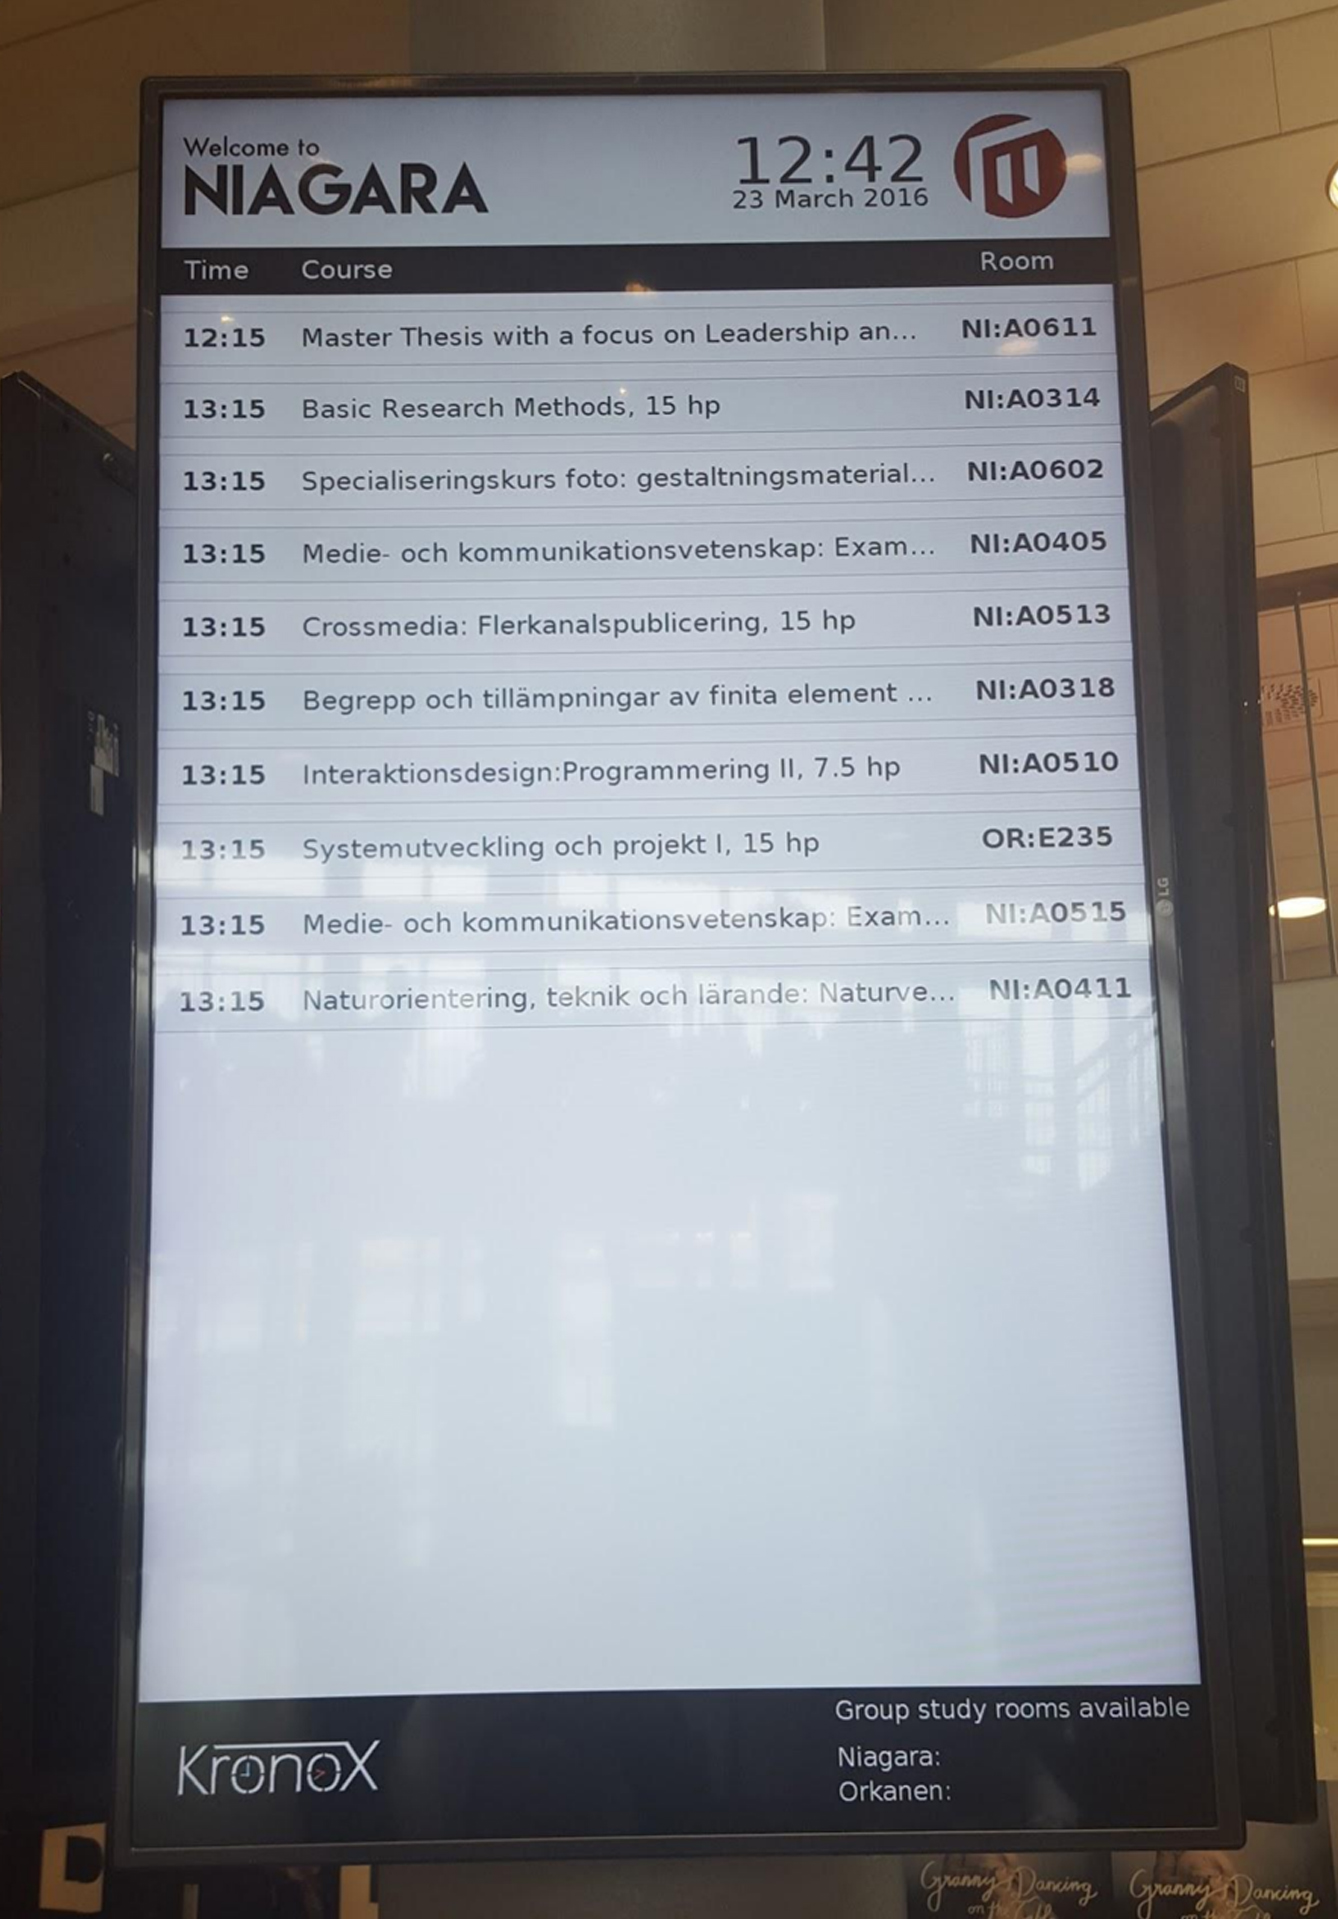 Welcome to
NIAGARA
12:42
23 March 2016
Time Course Room
12:15 Master Thesis with a focus on Leadership an... NI:A0611
13:15 Basic Research Methods, 15 hp NI:A0314
13:15 Specialiseringskurs foto: gestaltningsmaterial... NI:A0602
13:15 Medie- och kommunikationsvetenskap: Exam... NI:A0405
13:15 Crossmedia: Flerkanalspublicering, 15 hp NI:A0513
13:15 Begrepp och tillämpningar av finita element ... NI:A0318
13:15 Interaktionsdesign:Programmering II, 7.5 hp NI:A0510
13:15 Systemutveckling och projekt I, 15 hp OR:E235
13:15 Medie- och kommunikationsvetenskap: Exam... NI:A0515
13:15 Naturorientering, teknik och lärande: Naturve... NI:A0411
LG
Group study rooms available
Niagara:
Orkanen:
KronoX
D
Granny's Dancing
on the
Granny's Dancing